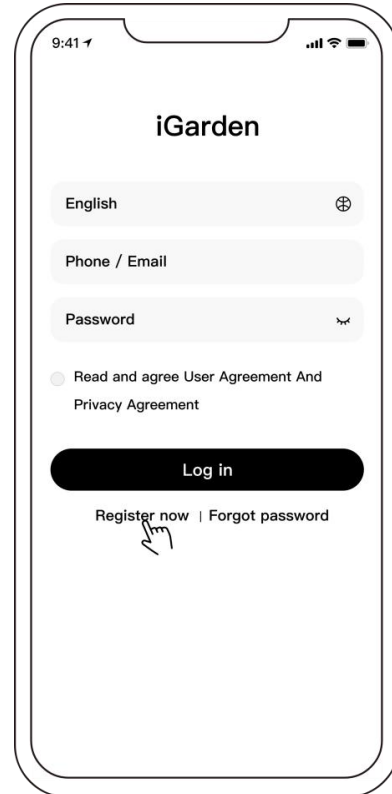 9:41
iGarden
English
Phone / Email
Password
Read and agree User Agreement And
Privacy Agreement
Log in
Register now | Forgot password